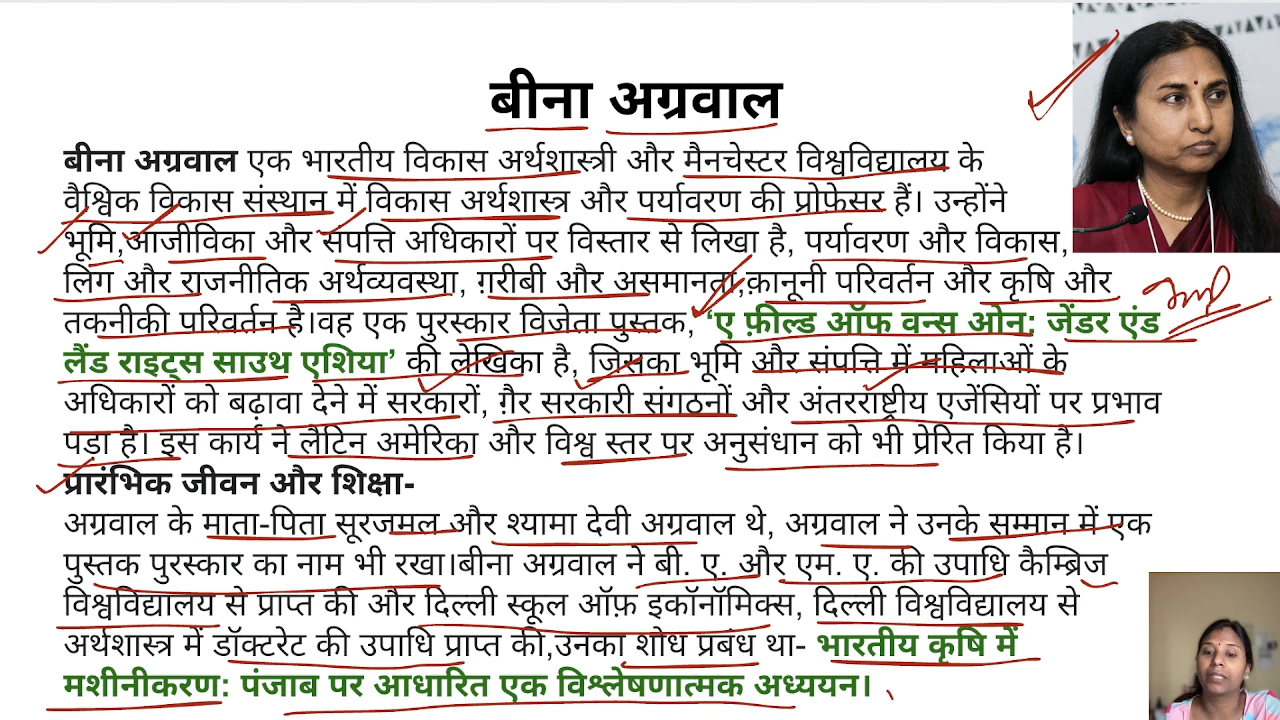 बीना अग्रवाल
बीना अग्रवाल एक भारतीय विकास अर्थशास्त्री और मैनचेस्टर विश्वविद्यालय के
वैश्विक विकास संस्थान में विकास अर्थशास्त्र और पर्यावरण की प्रोफेसर हैं। उन्होंने
भूमि,आजीविका और संपत्ति अधिकारों पर विस्तार से लिखा है, पर्यावरण और विकास,
लिंग और राजनीतिक अर्थव्यवस्था, ग़रीबी और असमानता,क़ानूनी परिवर्तन और कृषि और
तकनीकी परिवर्तन है।वह एक पुरस्कार विजेता पुस्तक, ‘ए फ़ील्ड ऑफ वन्स ओन: जेंडर एंड
लैंड राइट्स साउथ एशिया’ की लेखिका है, जिसका भूमि और संपत्ति में महिलाओं के
अधिकारों को बढ़ावा देने में सरकारों, ग़ैर सरकारी संगठनों और अंतरराष्ट्रीय एजेंसियों पर प्रभाव
पड़ा है। इस कार्य ने लैटिन अमेरिका और विश्व स्तर पर अनुसंधान को भी प्रेरित किया है।
प्रारंभिक जीवन और शिक्षा-
अग्रवाल के माता-पिता सूरजमल और श्यामा देवी अग्रवाल थे, अग्रवाल ने उनके सम्मान में एक
पुस्तक पुरस्कार का नाम भी रखा।बीना अग्रवाल ने बी. ए. और एम. ए. की उपाधि कैम्ब्रिज
विश्वविद्यालय से प्राप्त की और दिल्ली स्कूल ऑफ़ इकॉनॉमिक्स, दिल्ली विश्वविद्यालय से
अर्थशास्त्र में डॉक्टरेट की उपाधि प्राप्त की,उनका शोध प्रबंध था- भारतीय कृषि में
मशीनीकरण: पंजाब पर आधारित एक विश्लेषणात्मक अध्ययन।